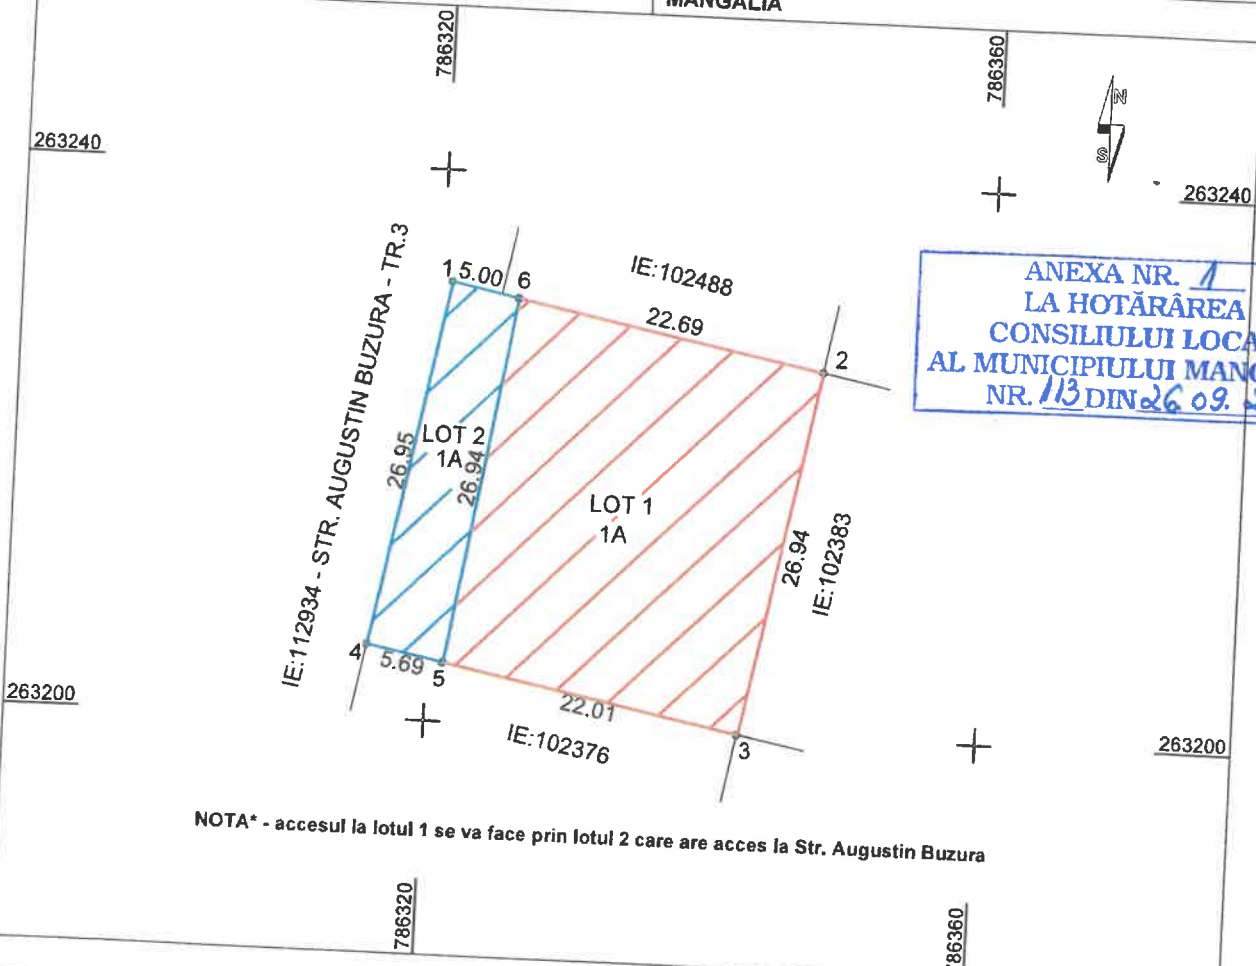 MANGALIA
786320
786360
N
S
263240
263240
ANEXA NR. 1
LA HOTĂRÂREA
CONSILIULUI
AL MUNICIPIULUI
NR. 113 DIN 26 09.
IE:112934 - STR. AUGUSTIN BUZURA - TR.3
1
5.00
6
IE:102488
22.69
2
26.95
LOT 2
1A
26.94
LOT 1
1A
26.94
IE:102383
4
5.69
5
22.01
IE:102376
3
263200
263200
NOTA* - accesul la lotul 1 se va face prin lotul 2 care are acces la Str. Augustin Buzura
786320
786360